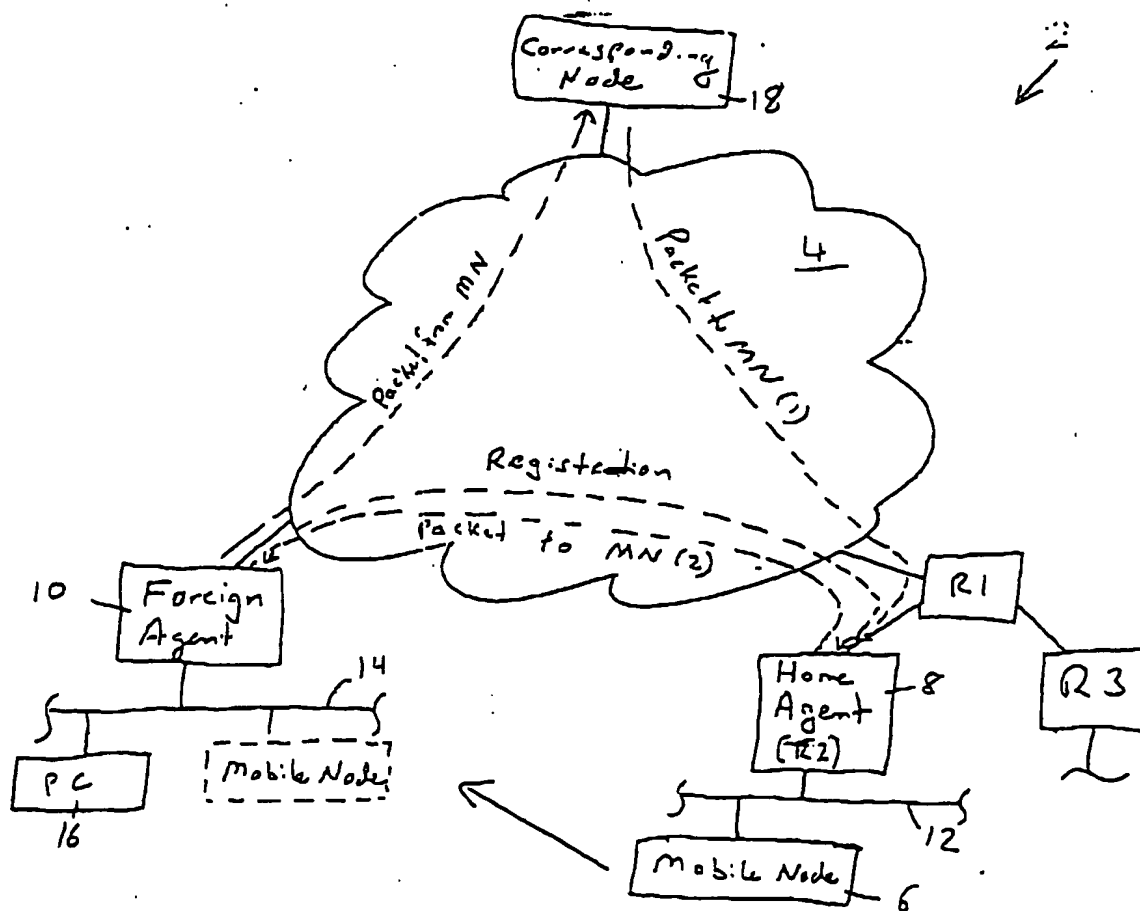 Corresponding
Node
18
4
Packet from MN
Packet to MN (1)
Registration
Packet to MN (2)
10
Foreign
Agent
R1
14
Home
Agent
(R2)
8
R3
PC
16
Mobile Node
12
Mobile Node
6